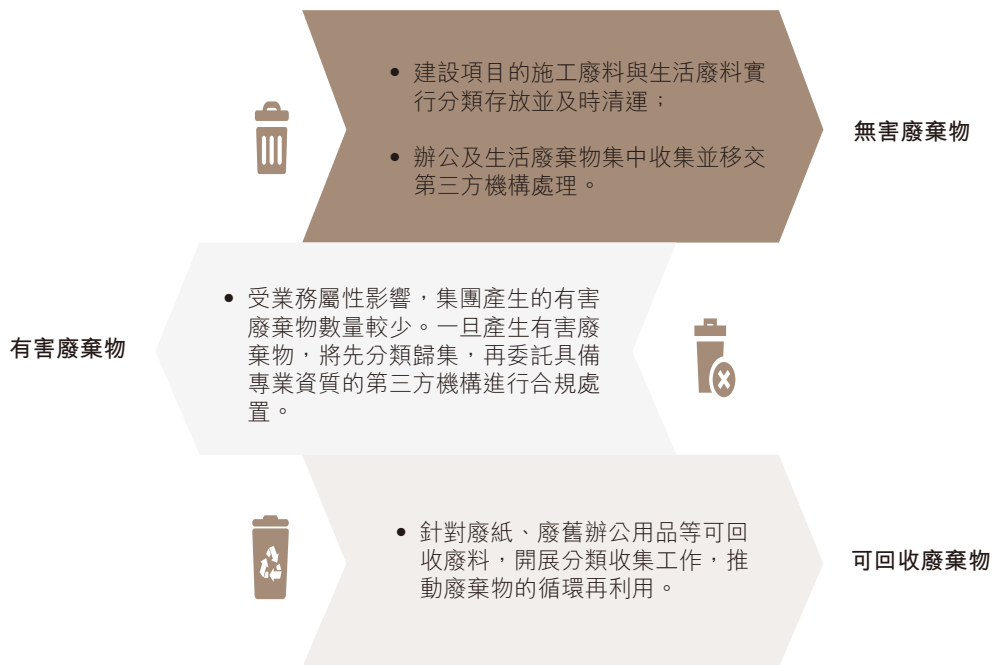 • 建設項目的施工廢料與生活廢料實
行分類存放並及時清運；
• 辦公及生活廢棄物集中收集並移交
第三方機構處理。
無害廢棄物
有害廢棄物
• 受業務屬性影響，集團產生的有害
廢棄物數量較少。一旦產生有害廢
棄物，將先分類歸集，再委託具備
專業資質的第三方機構進行合規處
置。
• 針對廢紙、廢舊辦公用品等可回
收廢料，開展分類收集工作，推
動廢棄物的循環再利用。
可回收廢棄物